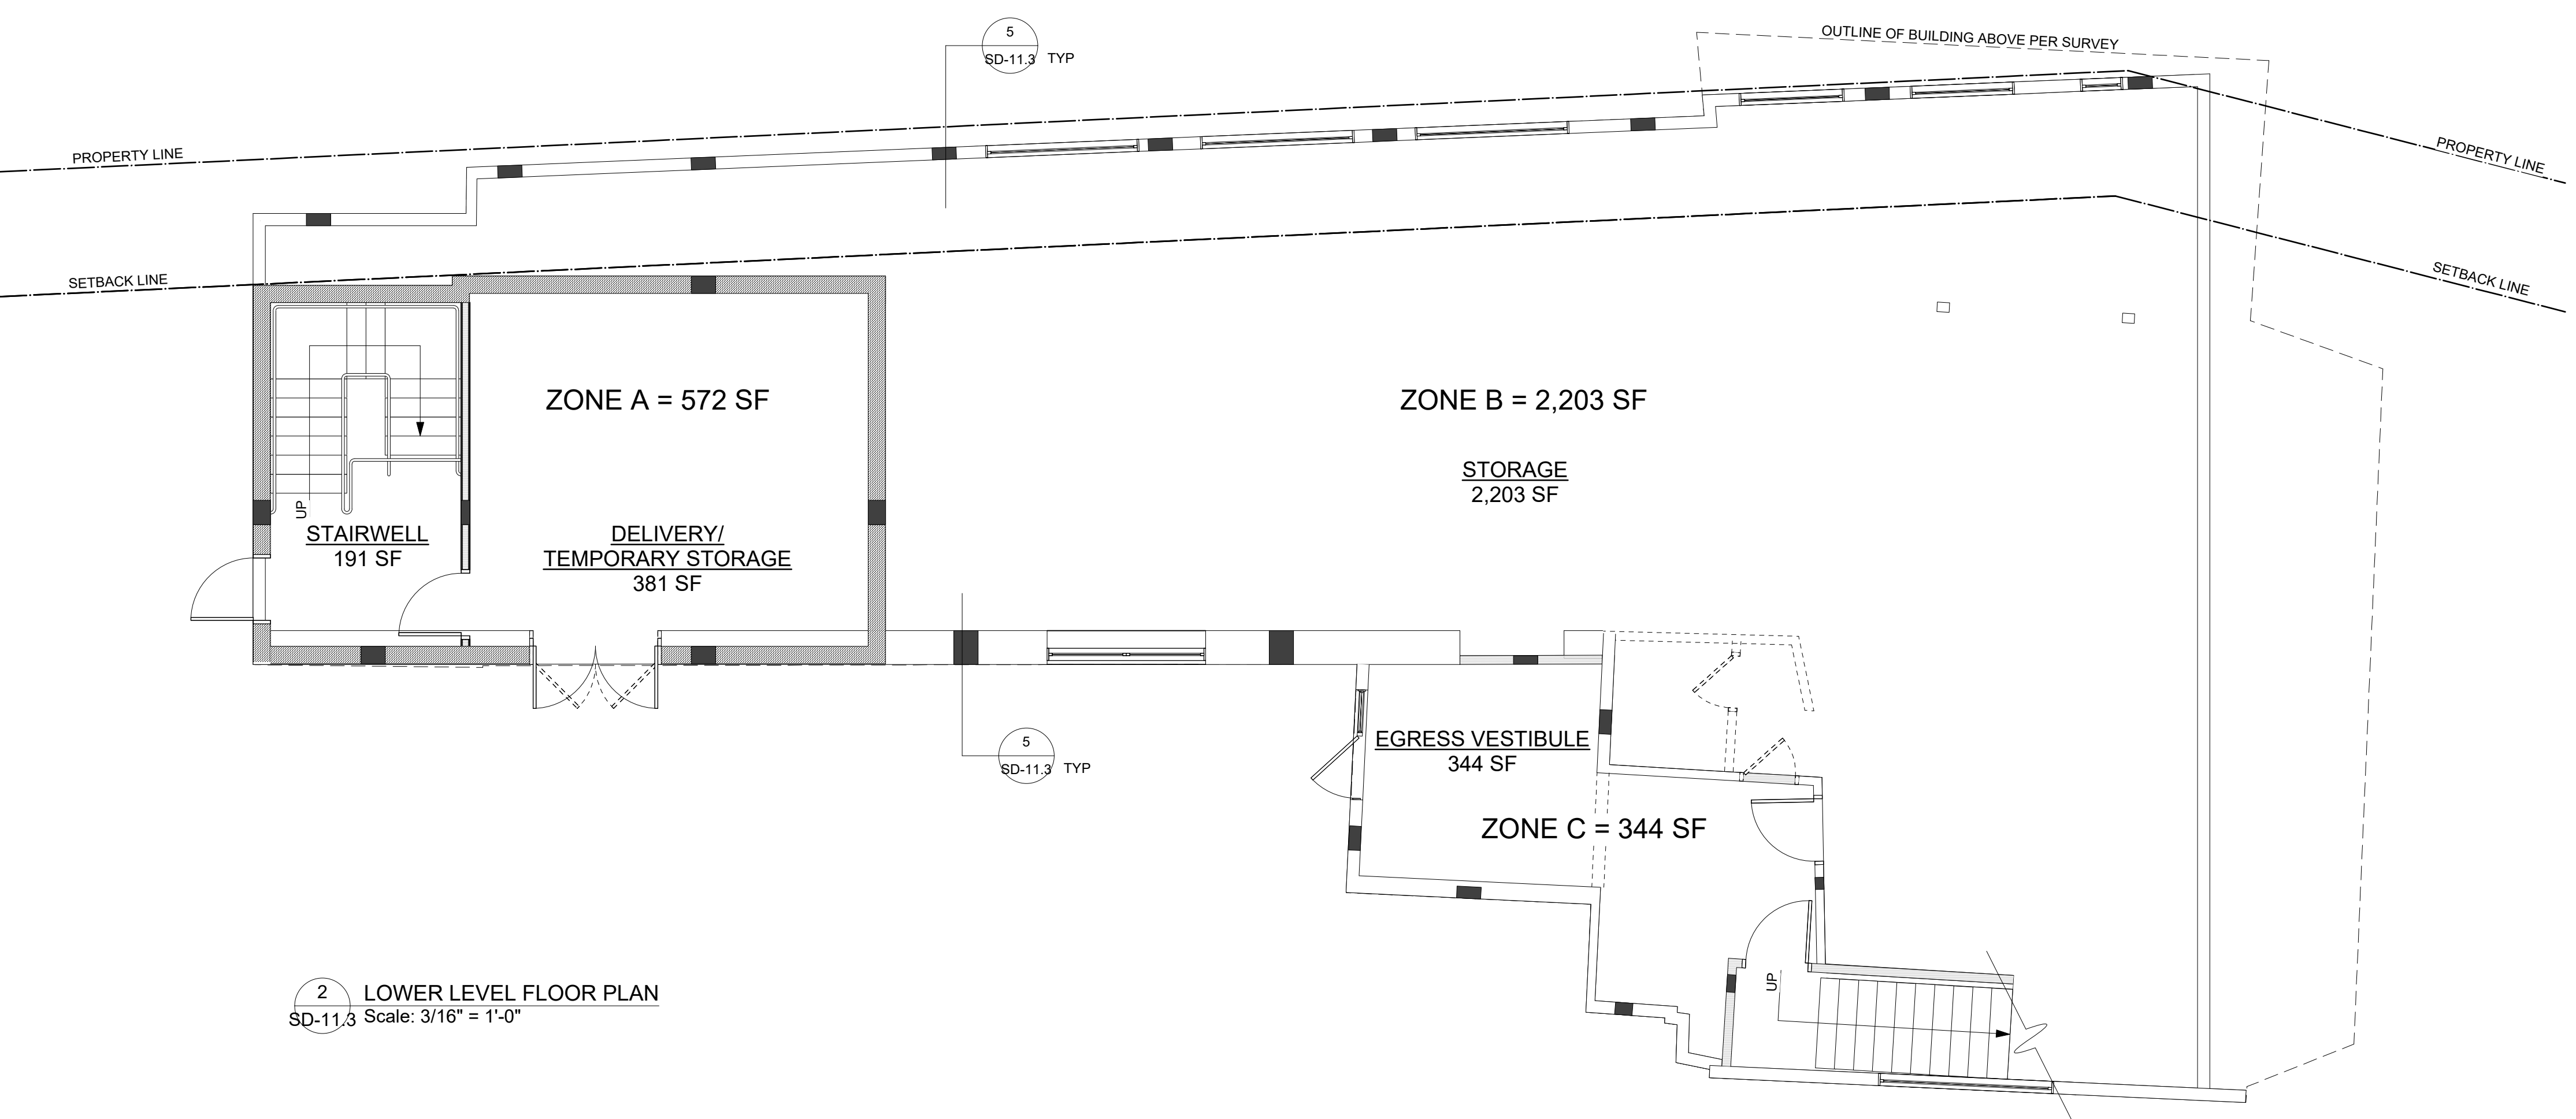 5
SD-11.3 TYP
OUTLINE OF BUILDING ABOVE PER SURVEY
PROPERTY LINE
PROPERTY LINE
SETBACK LINE
SETBACK LINE
ZONE A = 572 SF
ZONE B = 2,203 SF
STORAGE
2,203 SF
UP
STAIRWELL
191 SF
DELIVERY/
TEMPORARY STORAGE
381 SF
5
SD-11.3 TYP
EGRESS VESTIBULE
344 SF
ZONE C = 344 SF
UP
2
SD-11.3
LOWER LEVEL FLOOR PLAN
Scale: 3/16" = 1'-0"